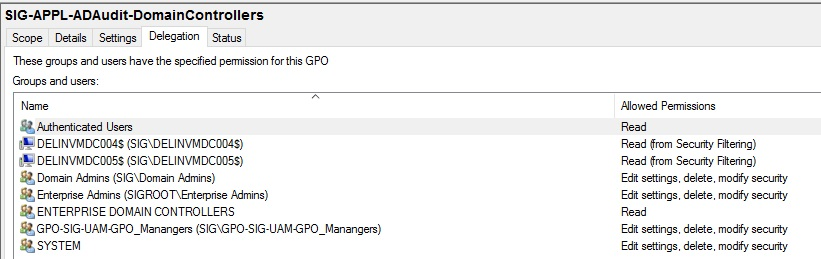 SIG-APPL-ADAudit-DomainControllers
Scope Details Settings Delegation Status
These groups and users have the specified permission for this GPO
Groups and users:
Name Allowed Permissions
Authenticated Users Read
DELINVMDC004$ (SIG\DELINVMDC004$) Read (from Security Filtering)
DELINVMDC005$ (SIG\DELINVMDC005$) Read (from Security Filtering)
Domain Admins (SIG\Domain Admins) Edit settings, delete, modify security
Enterprise Admins (SIGROOT\Enterprise Admins) Edit settings, delete, modify security
ENTERPRISE DOMAIN CONTROLLERS Read
GPO-SIG-UAM-GPO_Manangers (SIG\GPO-SIG-UAM-GPO_Manangers) Edit settings, delete, modify security
SYSTEM Edit settings, delete, modify security